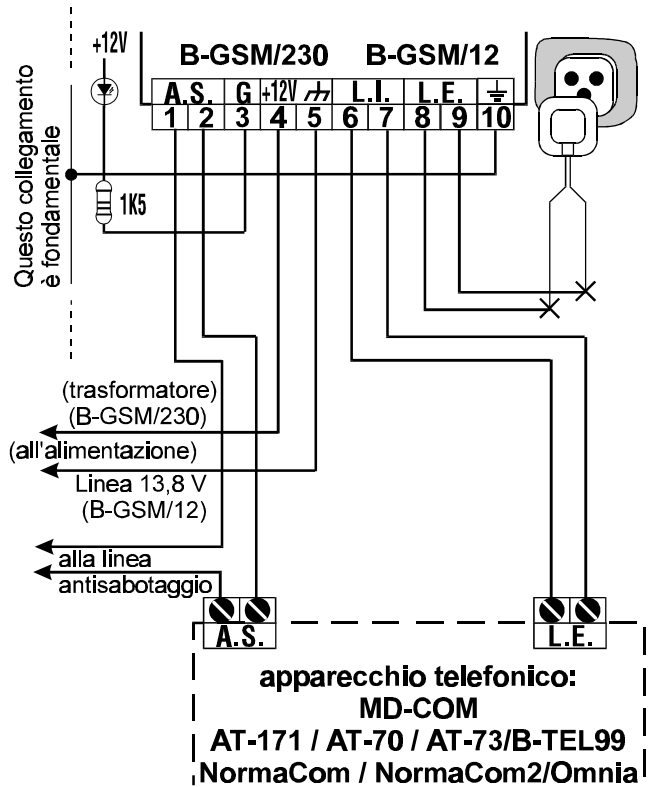 +12V
B-GSM/230 B-GSM/12
A.S. G +12V L.I. L.E.
1 2 3 4 5 6 7 8 9 10
Questo collegamento
è fondamentale
1K5
(trasformatore)
(B-GSM/230)
(all'alimentazione)
Linea 13,8 V
(B-GSM/12)
alla linea
antisabotaggio
A.S. L.E.
apparecchio telefonico:
MD-COM
AT-171 / AT-70 / AT-73/B-TEL99
NormaCom / NormaCom2/Omnia